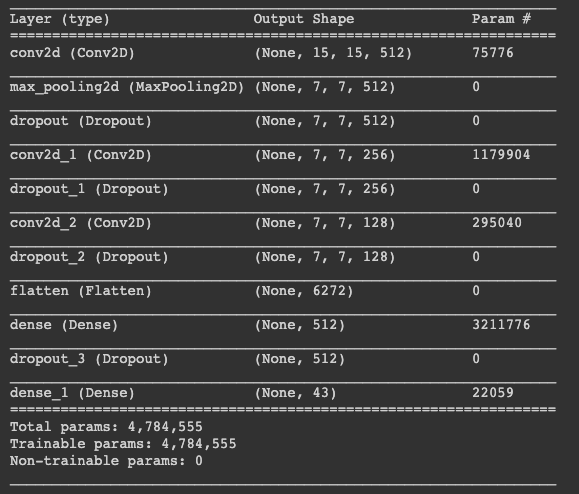 Layer (type) Output Shape Param #
conv2d (Conv2D) (None, 15, 15, 512) 75776
max_pooling2d (MaxPooling2D) (None, 7, 7, 512) 0
dropout (Dropout) (None, 7, 7, 512) 0
conv2d_1 (Conv2D) (None, 7, 7, 256) 1179904
dropout_1 (Dropout) (None, 7, 7, 256) 0
conv2d_2 (Conv2D) (None, 7, 7, 128) 295040
dropout_2 (Dropout) (None, 7, 7, 128) 0
flatten (Flatten) (None, 6272) 0
dense (Dense) (None, 512) 3211776
dropout_3 (Dropout) (None, 512) 0
dense_1 (Dense) (None, 43) 22059
Total params: 4,784,555
Trainable params: 4,784,555
Non-trainable params: 0